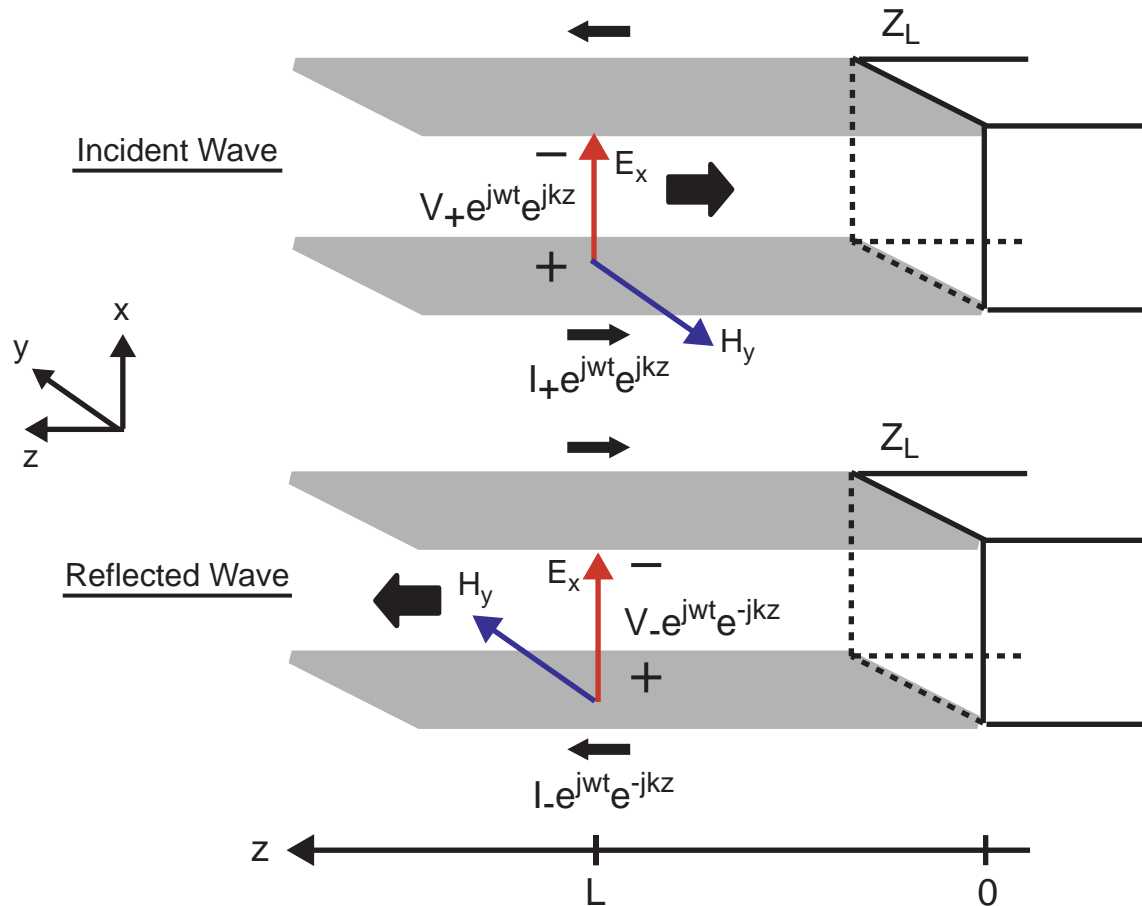 Z_L
Incident Wave
−
E_x
V_+e^{jwt}e^{jkz}
+
H_y
I_+e^{jwt}e^{jkz}
x
y
z
Z_L
Reflected Wave
H_y
E_x
−
V_-e^{jwt}e^{-jkz}
+
I_-e^{jwt}e^{-jkz}
z
L 0